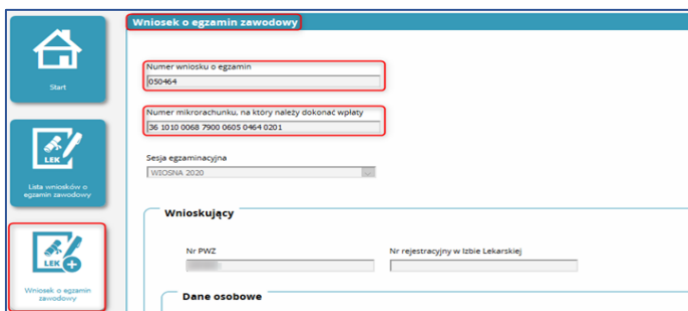 Wniosek o egzamin zawodowy
Start
Numer wniosku o egzamin
050464
Numer mikrorachunku, na który należy dokonać wpłaty
36 1010 0068 7900 0605 0464 0201
LEK
Lista wniosków o
egzamin zawodowy
Sesja egzaminacyjna
WIOSNA 2020
Wnioskujący
LEK
Wniosek o egzamin
zawodowy
Nr PWZ
Nr rejestracyjny w Izbie Lekarskiej
Dane osobowe